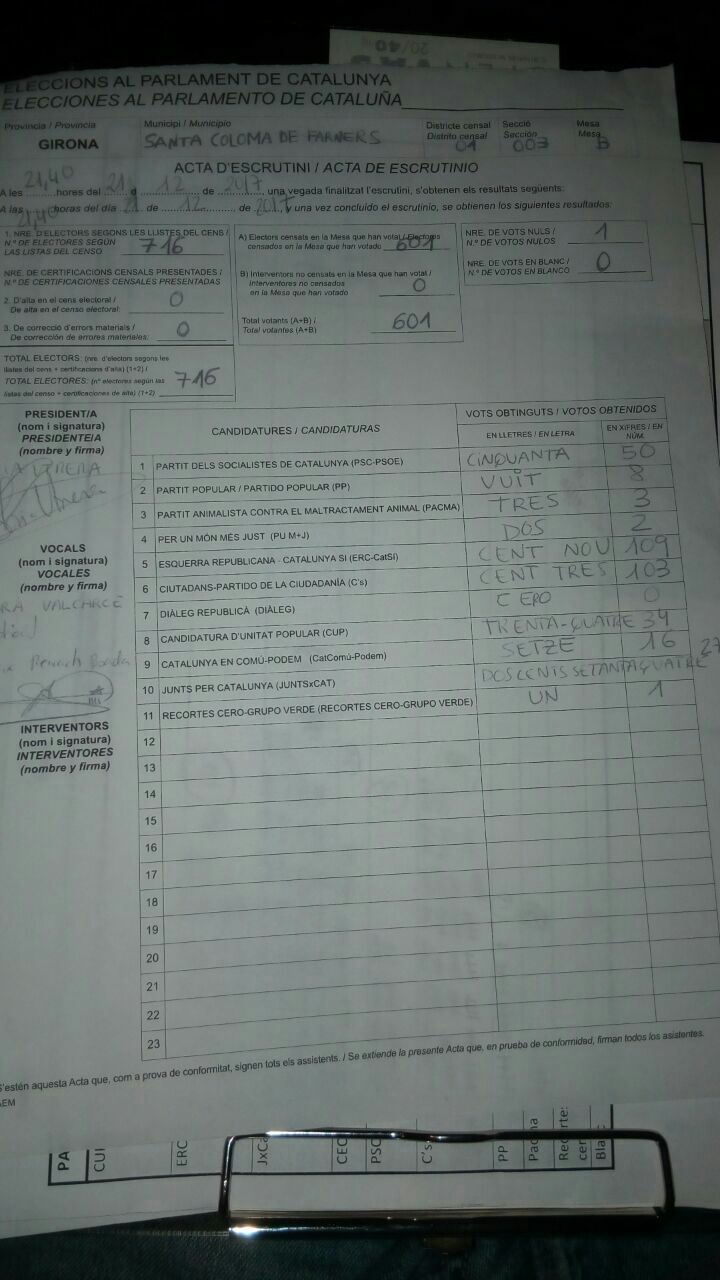 20/40
ELECCIONS AL PARLAMENT DE CATALUNYA
ELECCIONES AL PARLAMENTO DE CATALUÑA
Provincia / Provincia
GIRONA
Municipi / Municipio
SANTA COLOMA DE FARNERS
Districte censal
Distrito censal
01
Secció
Sección
003
Mesa
Mesa
B
ACTA D'ESCRUTINI / ACTA DE ESCRUTINIO
A les 21,40 hores del 21 d 12 de 2017 una vegada finalitzat l'escrutini, s'obtenen els resultats següents:
A las 21,40 horas del día 21 de 12 de 2017, y una vez concluido el escrutinio, se obtienen los siguientes resultados:
1. NRE. D'ELECTORS SEGONS LES LLISTES DEL CENS /
N.º DE ELECTORES SEGÚN
LAS LISTAS DEL CENSO
716
NRE. DE CERTIFICACIONS CENSALS PRESENTADES /
N.º DE CERTIFICACIONES CENSALES PRESENTADAS
2. D'alta en el cens electoral /
De alta en el censo electoral:
0
3. De correcció d'errors materials /
De corrección de errores materiales:
0
TOTAL ELECTORS: (nre. d'electors segons les
llistes del cens + certificacions d'alta) (1+2) /
TOTAL ELECTORES: (nº electores según las
listas del censo + certificaciones de alta) (1+2)
716
A) Electors censats en la Mesa que han votat / Electores
censados en la Mesa que han votado
601
B) Interventors no censats en la Mesa que han votat /
Interventores no censados
en la Mesa que han votado
0
Total votants (A+B) /
Total votantes (A+B)
601
NRE. DE VOTS NULS /
N.º DE VOTOS NULOS
1
NRE. DE VOTS EN BLANC /
N.º DE VOTOS EN BLANCO
0
PRESIDENT/A
(nom i signatura)
PRESIDENTE/A
(nombre y firma)
VOCALS
(nom i signatura)
VOCALES
(nombre y firma)
RA VALCARCE
INTERVENTORS
(nom i signatura)
INTERVENTORES
(nombre y firma)
CANDIDATURES / CANDIDATURAS
VOTS OBTINGUTS / VOTOS OBTENIDOS
EN LLETRES / EN LETRA
EN XIFRES / EN NÚM.
1 PARTIT DELS SOCIALISTES DE CATALUNYA (PSC-PSOE) CINQUANTA 50
2 PARTIT POPULAR / PARTIDO POPULAR (PP) VUIT 8
3 PARTIT ANIMALISTA CONTRA EL MALTRACTAMENT ANIMAL (PACMA) TRES 3
4 PER UN MÓN MÉS JUST (PU M+J) DOS 2
5 ESQUERRA REPUBLICANA - CATALUNYA SI (ERC-CatSí) CENT NOU 109
6 CIUTADANS-PARTIDO DE LA CIUDADANÍA (C's) CENT TRES 103
7 DIÀLEG REPUBLICÀ (DIÀLEG) CERO 0
8 CANDIDATURA D'UNITAT POPULAR (CUP) TRENTA-QUATRE 34
9 CATALUNYA EN COMÚ-PODEM (CatComú-Podem) SETZE 16
10 JUNTS PER CATALUNYA (JUNTSxCAT) DOSCENTS SETANTAQUATRE 27
11 RECORTES CERO-GRUPO VERDE (RECORTES CERO-GRUPO VERDE) UN 1
12
13
14
15
16
17
18
19
20
21
22
23
S'estén aquesta Acta que, com a prova de conformitat, signen tots els assistents. / Se extiende la presente Acta que, en prueba de conformidad, firman todos los asistentes.
PA
ERC
JxCa
CEC
PSC
C's
PP
Pacma
Recorte:
cer
Blan